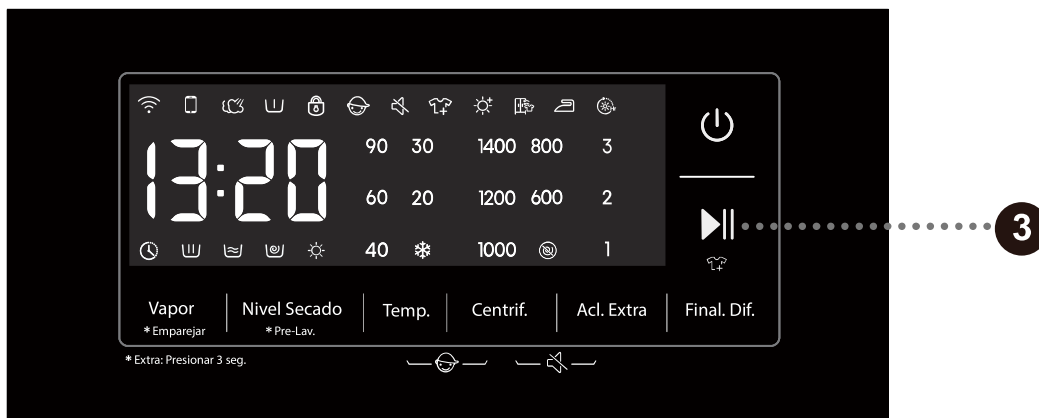 13:20
90 30 1400 800 3
60 20 1200 600 2
40 1000 1
3
Vapor Nivel Secado Temp. Centrif. Acl. Extra Final. Dif.
*Emparejar *Pre-Lav.
*Extra: Presionar 3 seg.